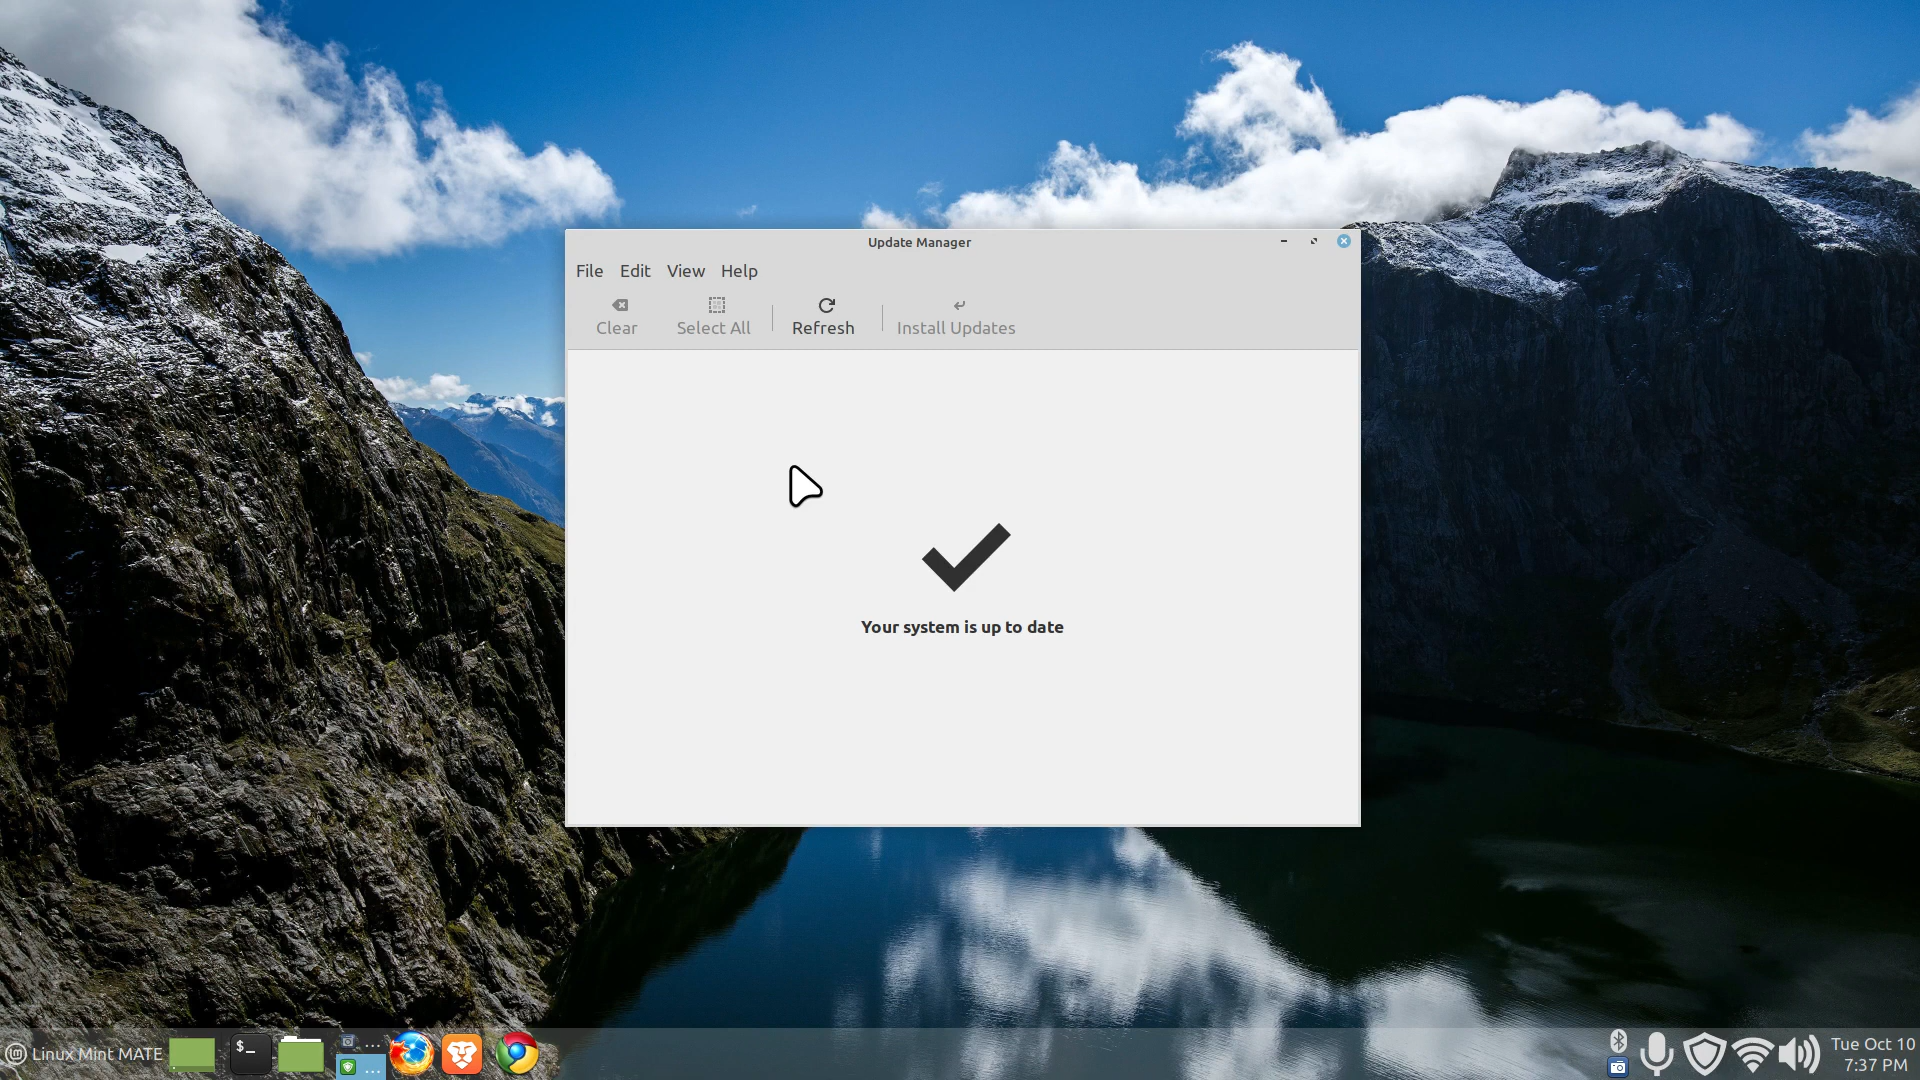 Update Manager
File Edit View Help
Clear Select All Refresh Install Updates
Your system is up to date
Linux Mint MATE
$-
...
...
Tue Oct 10
7:37 PM